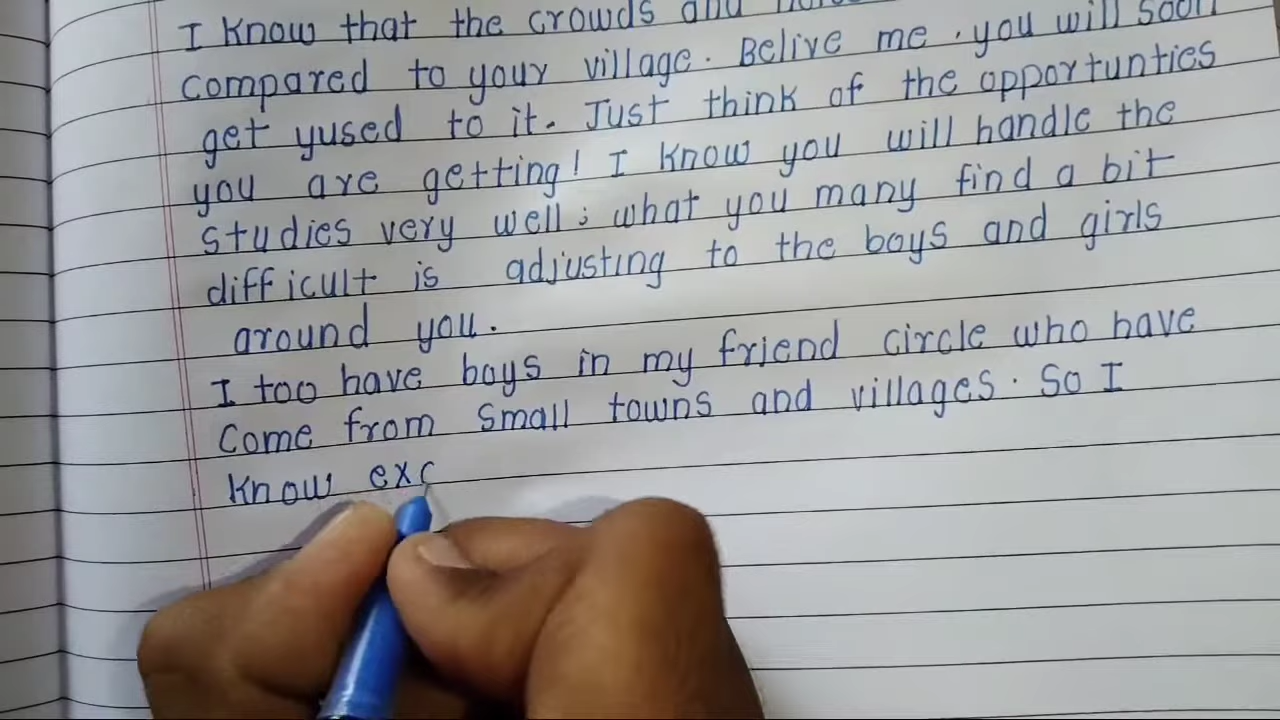 I Know that the crowds and
compared to your village. Belive me, you will soon
get yused to it. Just think of the opportunties
you are getting! I Know you will handle the
studies very well; what you many find a bit
difficult is adjusting to the boys and girls
around you.
I too have boys in my friend circle who have
Come from small towns and villages. So I
Know exc